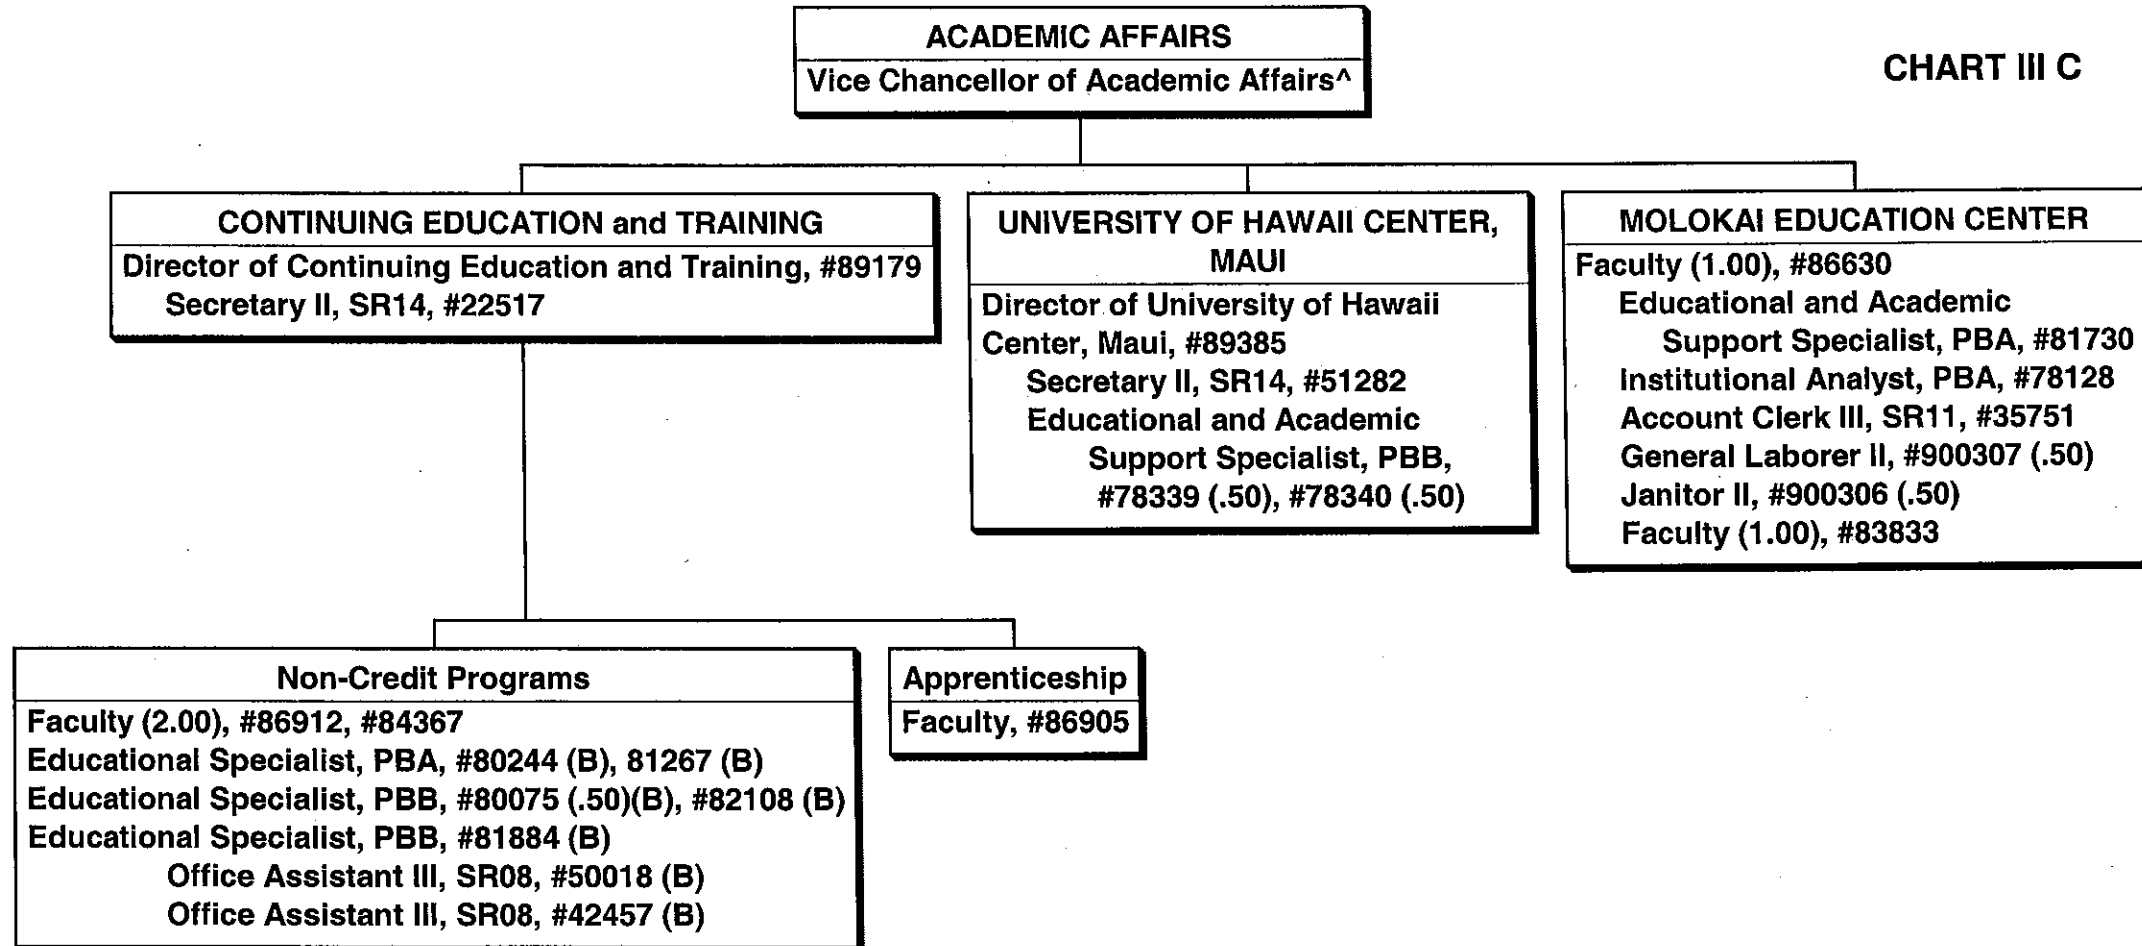 ACADEMIC AFFAIRS
Vice Chancellor of Academic Affairs^
CHART III C
CONTINUING EDUCATION and TRAINING
Director of Continuing Education and Training, #89179
Secretary II, SR14, #22517
UNIVERSITY OF HAWAII CENTER,
MAUI
Director of University of Hawaii
Center, Maui, #89385
Secretary II, SR14, #51282
Educational and Academic
Support Specialist, PBB,
#78339 (.50), #78340 (.50)
MOLOKAI EDUCATION CENTER
Faculty (1.00), #86630
Educational and Academic
Support Specialist, PBA, #81730
Institutional Analyst, PBA, #78128
Account Clerk III, SR11, #35751
General Laborer II, #900307 (.50)
Janitor II, #900306 (.50)
Faculty (1.00), #83833
Non-Credit Programs
Faculty (2.00), #86912, #84367
Educational Specialist, PBA, #80244 (B), 81267 (B)
Educational Specialist, PBB, #80075 (.50)(B), #82108 (B)
Educational Specialist, PBB, #81884 (B)
Office Assistant III, SR08, #50018 (B)
Office Assistant III, SR08, #42457 (B)
Apprenticeship
Faculty, #86905